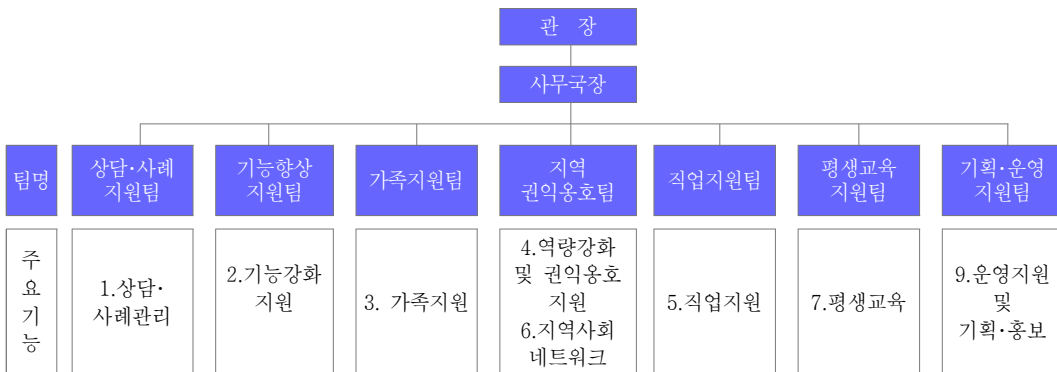 관 장
사무국장
팀명
상담·사례
지원팀
기능향상
지원팀
가족지원팀
지역
권익옹호팀
직업지원팀
평생교육
지원팀
기획·운영
지원팀
주
요
기
능
1.상담·
사례관리
2.기능강화
지원
3. 가족지원
4.역량강화
및 권익옹호
지원
6.지역사회
네트워크
5.직업지원
7.평생교육
9.운영지원
및
기획·홍보